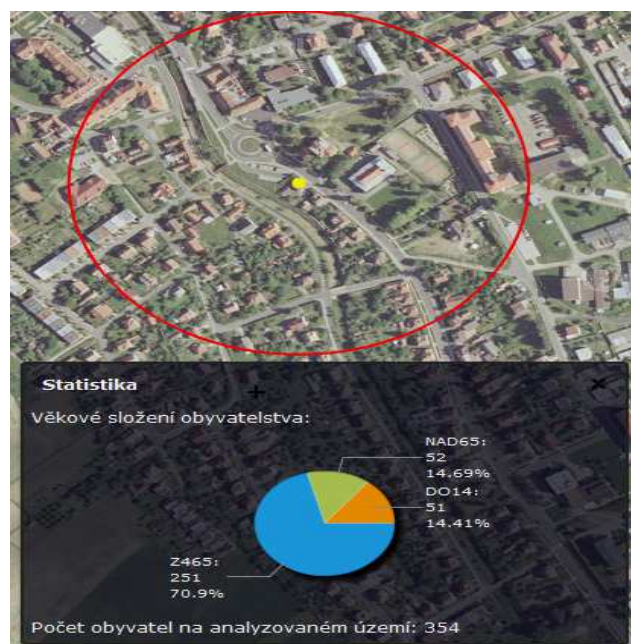 Statistika
Věkové složení obyvatelstva:
NAD65:
52
14.69%
DO14:
51
14.41%
Z465:
251
70.9%
Počet obyvatel na analyzovaném území: 354